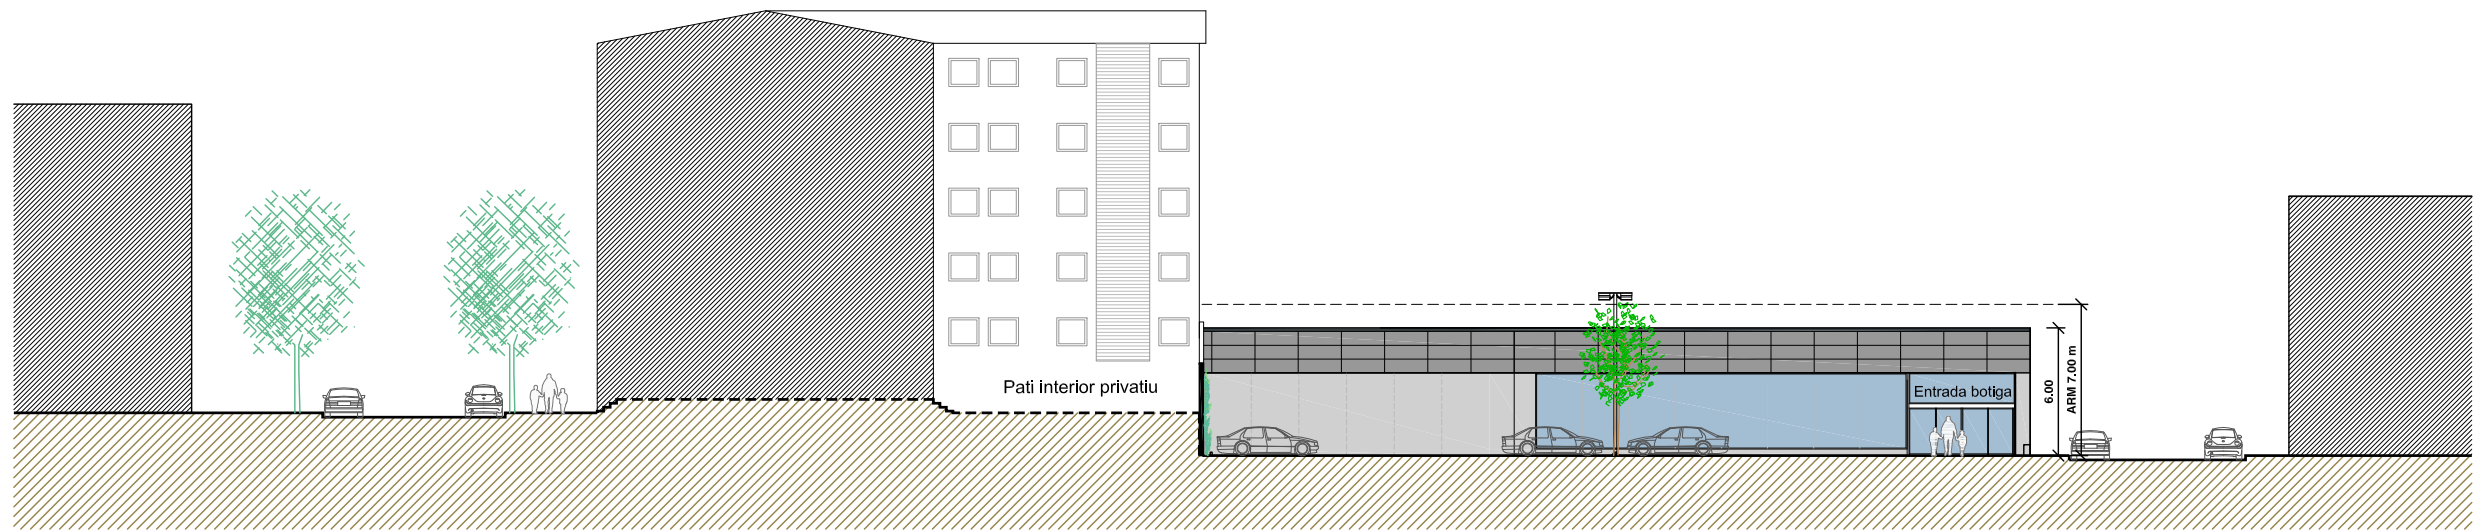 Pati interior privatiu
Entrada botiga
6.00
ARM 7.00 m